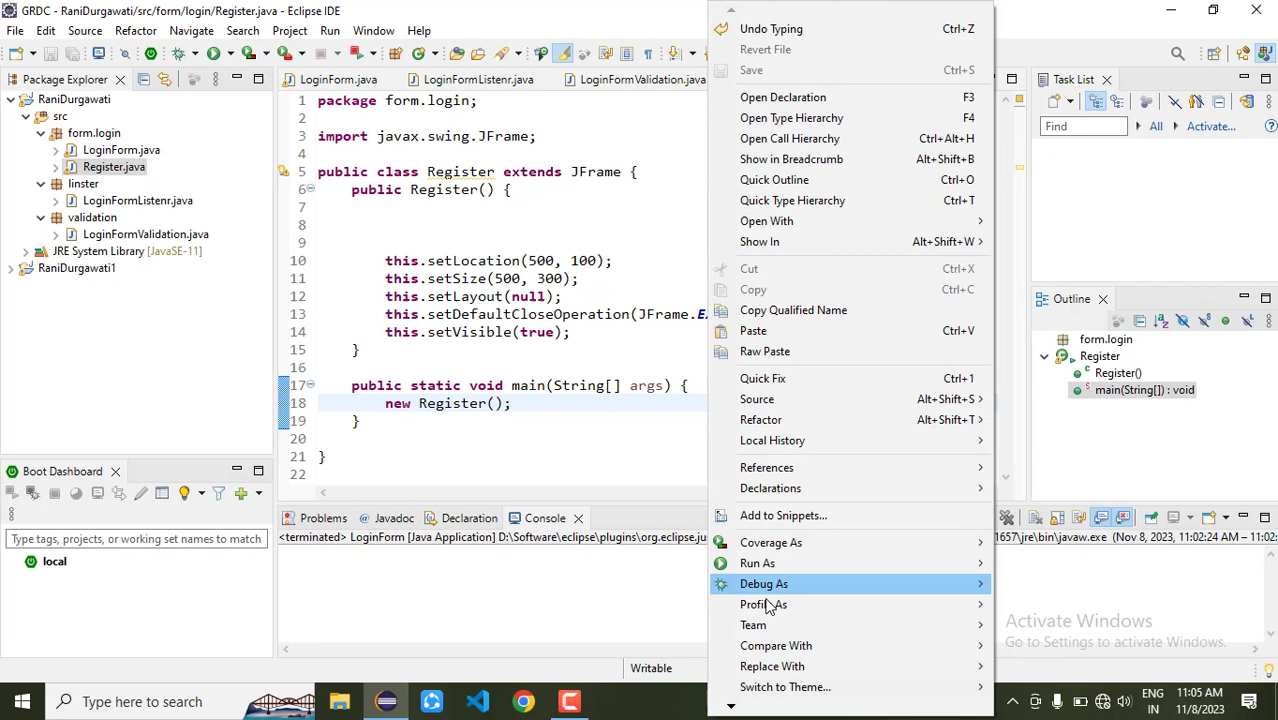 GRDC - RaniDurgawati/src/form/login/Register.java - Eclipse IDE
File Edit Source Refactor Navigate Search Project Run Window Help
Package Explorer
RaniDurgawati
src
form.login
LoginForm.java
Register.java
linster
LoginFormListenr.java
validation
LoginFormValidation.java
JRE System Library [JavaSE-11]
RaniDurgawati1
Boot Dashboard
Type tags, projects, or working set names to match
local
LoginForm.java LoginFormListenr.java LoginFormValidation.java
1 package form.login;
2
3 import javax.swing.JFrame;
4
5 public class Register extends JFrame {
6 public Register() {
7
8
9
10 this.setLocation(500, 100);
11 this.setSize(500, 300);
12 this.setLayout(null);
13 this.setDefaultCloseOperation(JFrame.E
14 this.setVisible(true);
15 }
16
17 public static void main(String[] args) {
18 new Register();
19 }
20
21 }
22
Problems Javadoc Declaration Console
<terminated> LoginForm [Java Application] D:\Software\eclipse\plugins\org.eclipse.ju
1657\jre\bin\javaw.exe (Nov 8, 2023, 11:02:24 AM – 11
Writable
Undo Typing Ctrl+Z
Revert File
Save Ctrl+S
Open Declaration F3
Open Type Hierarchy F4
Open Call Hierarchy Ctrl+Alt+H
Show in Breadcrumb Alt+Shift+B
Quick Outline Ctrl+O
Quick Type Hierarchy Ctrl+T
Open With
Show In Alt+Shift+W
Cut Ctrl+X
Copy Ctrl+C
Copy Qualified Name
Paste Ctrl+V
Raw Paste
Quick Fix Ctrl+1
Source Alt+Shift+S
Refactor Alt+Shift+T
Local History
References
Declarations
Add to Snippets...
Coverage As
Run As
Debug As
Profile As
Team
Compare With
Replace With
Switch to Theme...
Task List
Find All Activate...
Outline
form.login
Register
Register()
main(String[]) : void
Activate Windows
Go to Settings to activate Windows.
Type here to search
ENG
IN
11:05 AM
11/8/2023